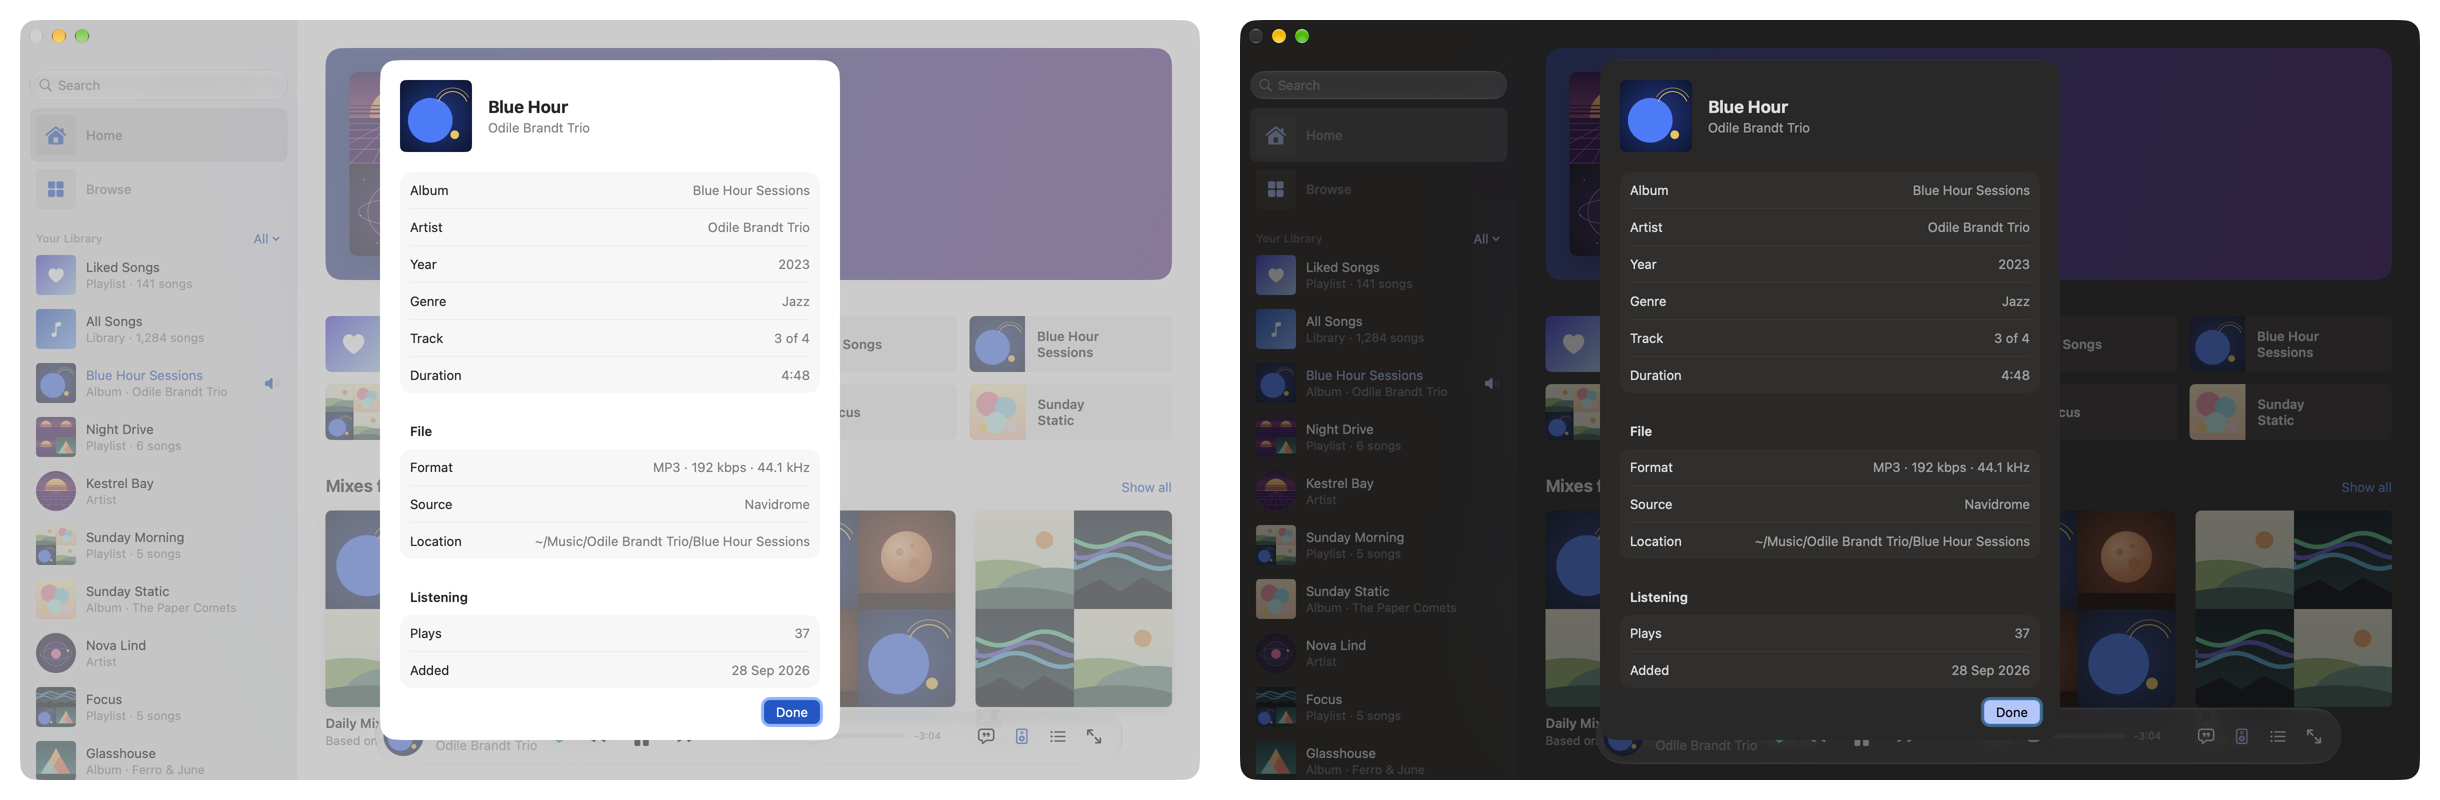 Search
Home
Browse
Your Library
All
Liked Songs
Playlist · 141 songs
All Songs
Library · 1,284 songs
Blue Hour Sessions
Album · Odile Brandt Trio
Night Drive
Playlist · 6 songs
Kestrel Bay
Artist
Sunday Morning
Playlist · 5 songs
Sunday Static
Album · The Paper Comets
Nova Lind
Artist
Focus
Playlist · 5 songs
Glasshouse
Album · Ferro & June
Blue Hour
Odile Brandt Trio
Album Blue Hour Sessions
Artist Odile Brandt Trio
Year 2023
Genre Jazz
Track 3 of 4
Duration 4:48
File
Format MP3 · 192 kbps · 44.1 kHz
Source Navidrome
Location ~/Music/Odile Brandt Trio/Blue Hour Sessions
Listening
Plays 37
Added 28 Sep 2026
Done
Songs
Blue Hour
Sessions
Sunday
Static
Mixes
Show all
Daily
Based on
Odile Brandt Trio
-3:04
Search
Home
Browse
Your Library
All
Liked Songs
Playlist · 141 songs
All Songs
Library · 1,284 songs
Blue Hour Sessions
Album · Odile Brandt Trio
Night Drive
Playlist · 6 songs
Kestrel Bay
Artist
Sunday Morning
Playlist · 5 songs
Sunday Static
Album · The Paper Comets
Nova Lind
Artist
Focus
Playlist · 5 songs
Glasshouse
Album · Ferro & June
Blue Hour
Odile Brandt Trio
Album Blue Hour Sessions
Artist Odile Brandt Trio
Year 2023
Genre Jazz
Track 3 of 4
Duration 4:48
File
Format MP3 · 192 kbps · 44.1 kHz
Source Navidrome
Location ~/Music/Odile Brandt Trio/Blue Hour Sessions
Listening
Plays 37
Added 28 Sep 2026
Done
Songs
Blue Hour
Sessions
Sunday
Static
Mixes
Show all
Daily
Based on
Odile Brandt Trio
-3:04